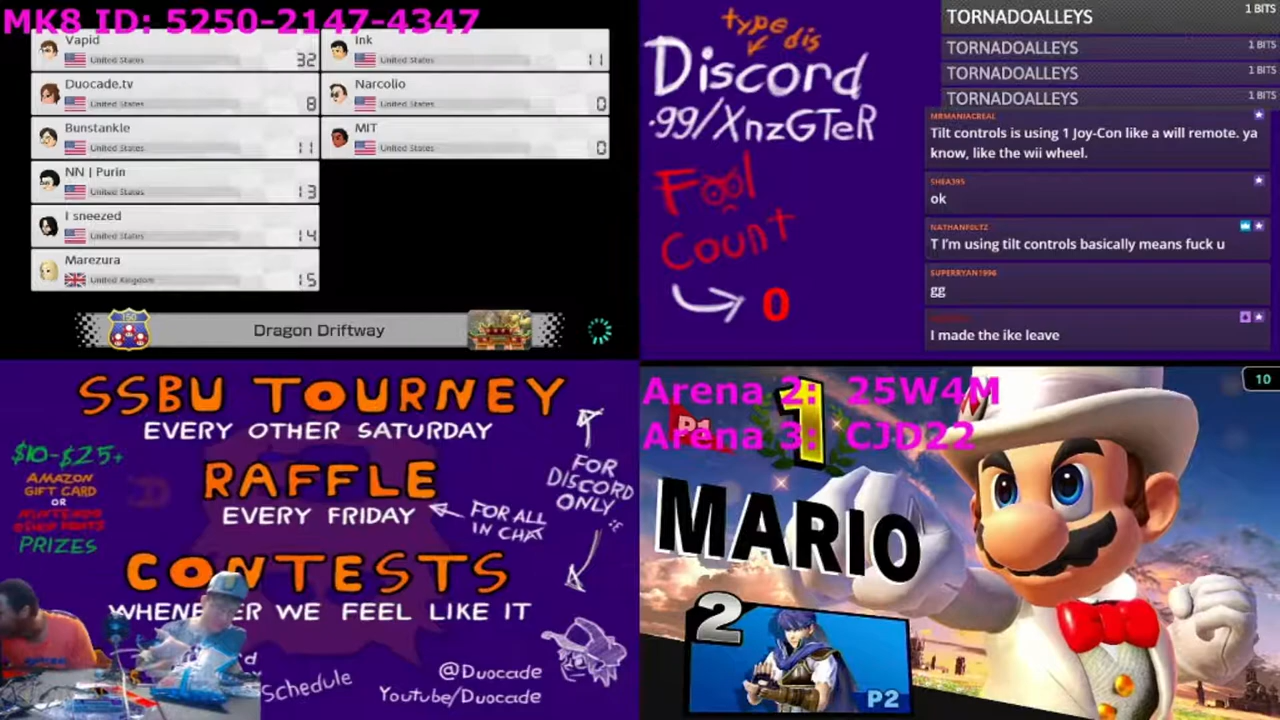 MK8 ID: 5250-2147-4347
Vapid
United States
32
Duocade.tv
United States
8
Bunstankle
United States
11
NN | Purin
United States
13
I sneezed
United States
14
Marezura
United Kingdom
15
Ink
United States
11
Narcolio
United States
0
MIT
United States
0
150
Dragon Driftway
type dis
Discord
.gg/XnzGTeR
Fool
Count
0
TORNADOALLEYS
1 BITS
TORNADOALLEYS
1 BITS
TORNADOALLEYS
1 BITS
TORNADOALLEYS
1 BITS
MRMANIACREAL
Tilt controls is using 1 Joy-Con like a will remote. ya
know, like the wii wheel.
SHEA395
ok
NATHANFOLTZ
T I'm using tilt controls basically means fuck u
SUPERRYAN1996
gg
I made the ike leave
SSBU TOURNEY
EVERY OTHER SATURDAY
RAFFLE
EVERY FRIDAY
FOR ALL
IN CHAT
CONTESTS
WHENEVER WE FEEL LIKE IT
$10-$25+
AMAZON
GIFT CARD
OR
NINTENDO
ESHOP POINTS
PRIZES
FOR
DISCORD
ONLY
Schedule
@Duocade
Youtube/Duocade
Arena 2: 25W4M
Arena 3: CJD22
P1
1
MARIO
2
P2
10